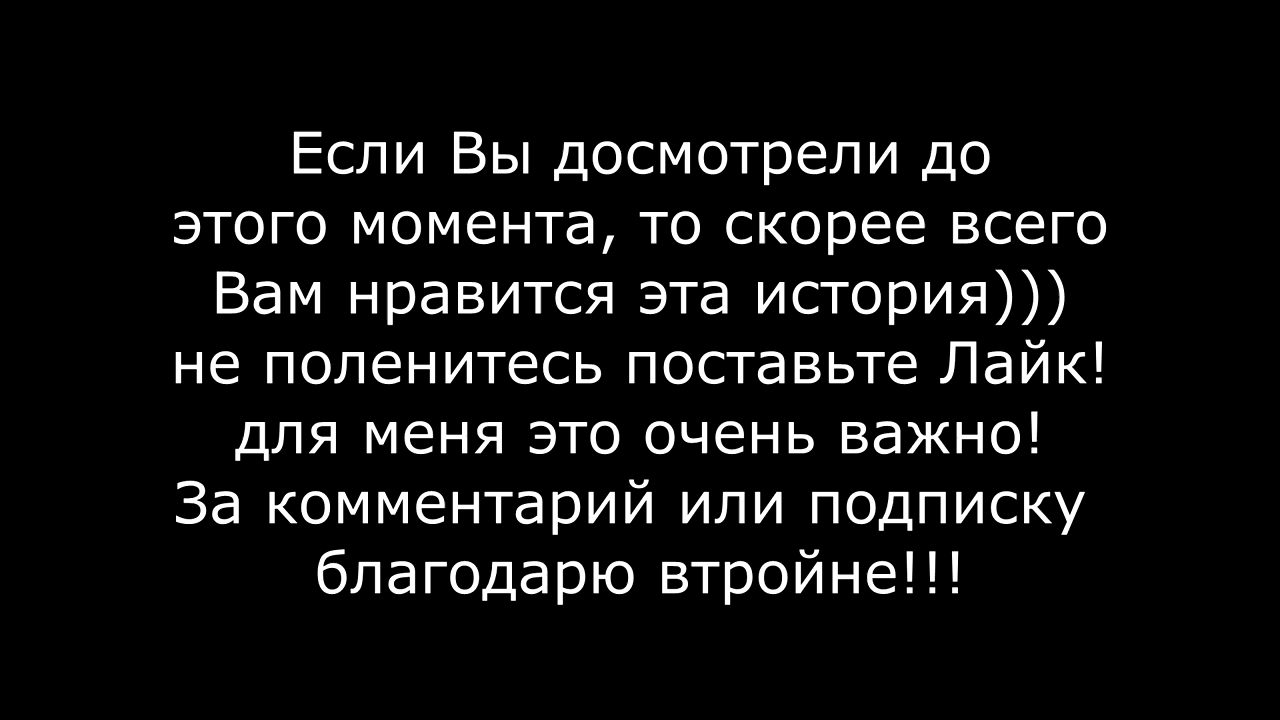 Если Вы досмотрели до
этого момента, то скорее всего
Вам нравится эта история)))
не поленитесь поставьте Лайк!
для меня это очень важно!
За комментарий или подписку
благодарю втройне!!!